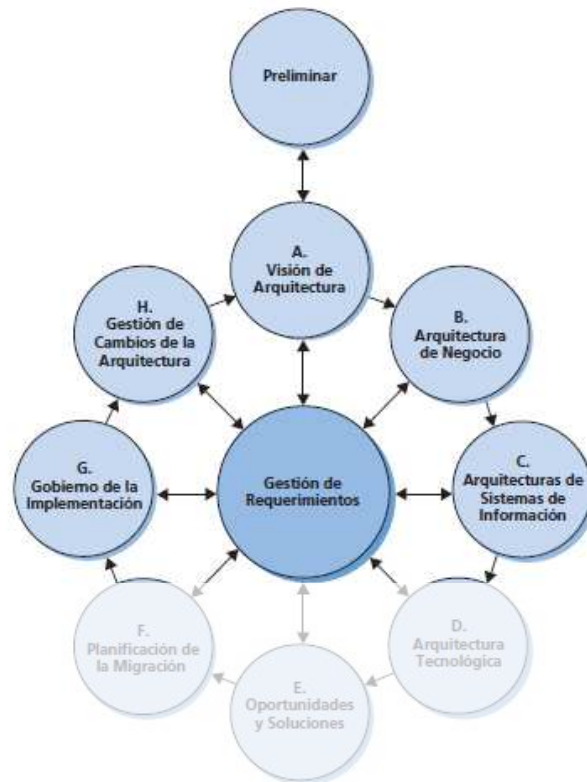 Preliminar
A.
Visión de
Arquitectura
H.
Gestión de
Cambios de la
Arquitectura
B.
Arquitectura
de Negocio
G.
Gobierno de la
Implementación
Gestión de
Requerimientos
C.
Arquitecturas de
Sistemas de
Información
F.
Planificación de
la Migración
D.
Arquitectura
Tecnológica
E.
Oportunidades
y Soluciones